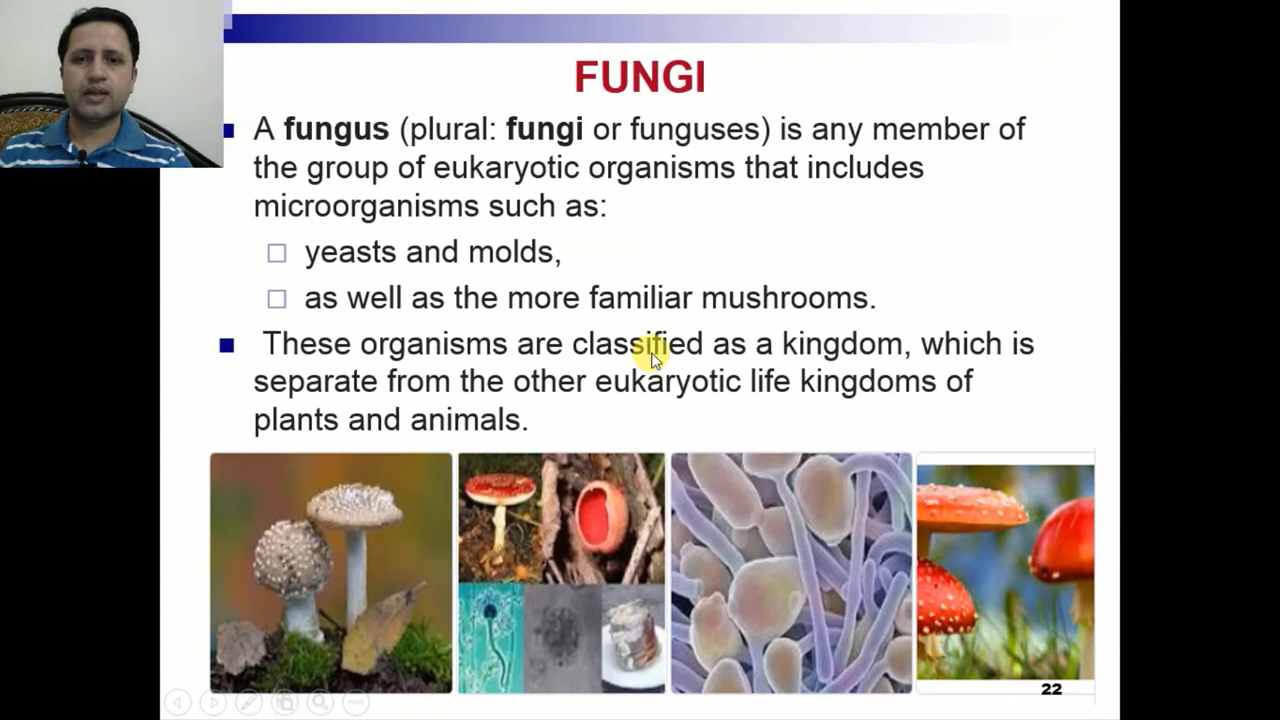 FUNGI
A fungus (plural: fungi or funguses) is any member of
the group of eukaryotic organisms that includes
microorganisms such as:
yeasts and molds,
as well as the more familiar mushrooms.
These organisms are classified as a kingdom, which is
separate from the other eukaryotic life kingdoms of
plants and animals.
22